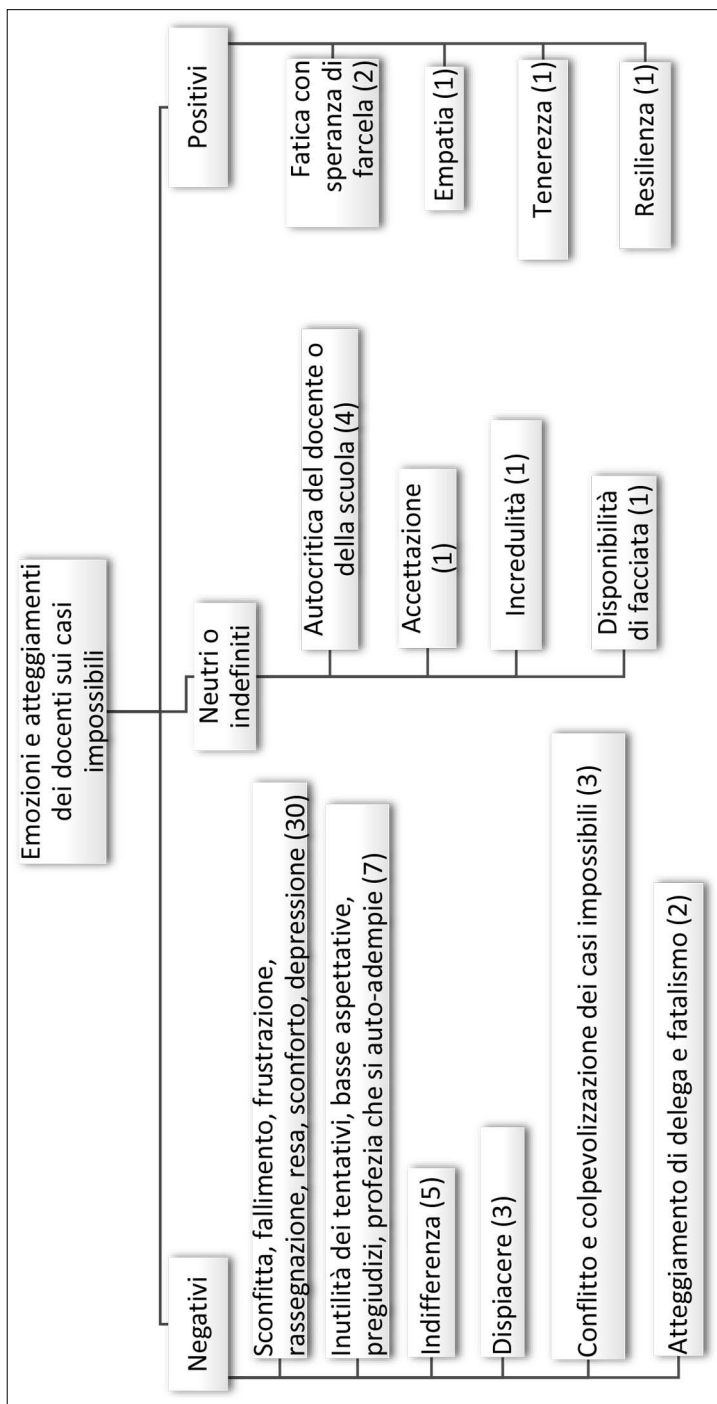 Emozioni e atteggiamenti
dei docenti sui casi
impossibili
Negativi
Sconfitta, fallimento, frustrazione,
rassegnazione, resa, sconforto, depressione (30)
Inutilità dei tentativi, basse aspettative,
pregiudizi, profezia che si auto-adempie (7)
Indifferenza (5)
Dispiacere (3)
Conflitto e colpevolizzazione dei casi impossibili (3)
Atteggiamento di delega e fatalismo (2)
Neutri o
indefiniti
Autocritica del docente o
della scuola (4)
Accettazione
(1)
Incredulità (1)
Disponibilità
di facciata (1)
Positivi
Fatica con
speranza di
farcela (2)
Empatia (1)
Tenerezza (1)
Resilienza (1)